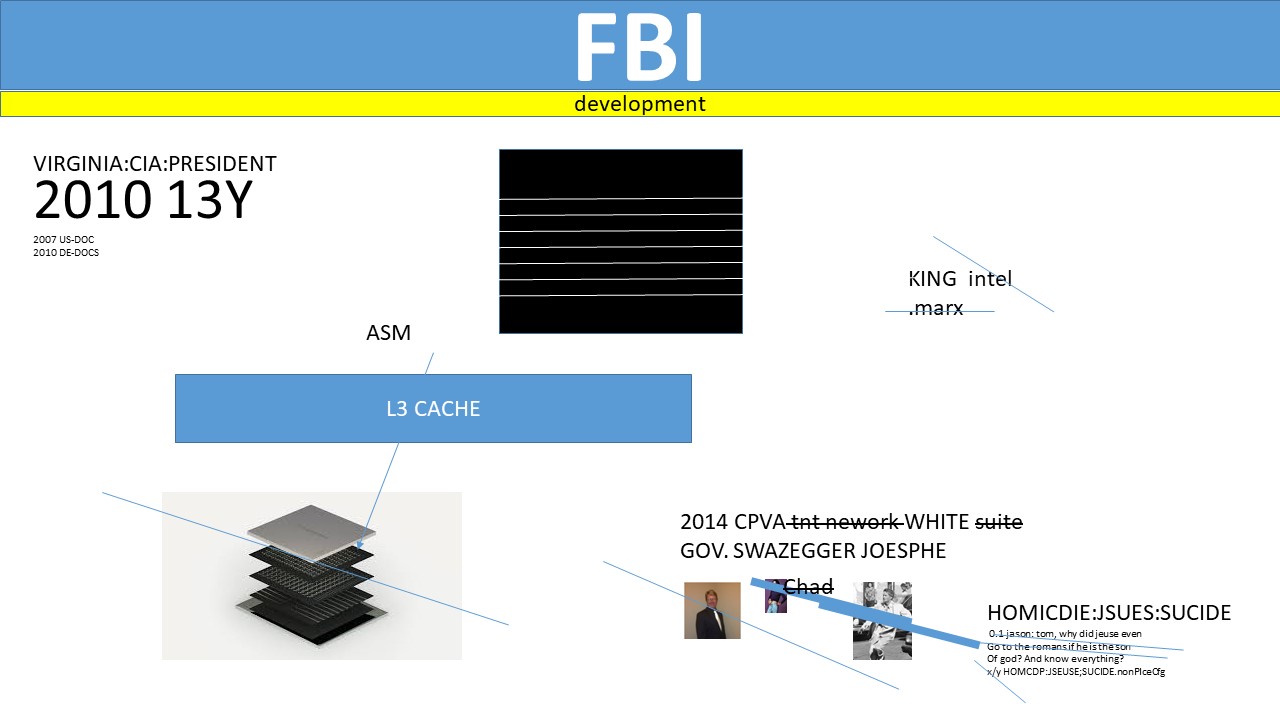 FBI
development
VIRGINIA:CIA:PRESIDENT
2010 13Y
2007 US-DOC
2010 DE-DOCS
KING  intel
.marx
ASM
L3 CACHE
2014 CPVA tnt nework WHITE suite
GOV. SWAZEGGER JOESPHE
Chad
HOMICDIE:JSUES:SUCIDE
0.1 jason: tom, why did jeuse even
Go to the romans if he is the son
Of god? And know everything?
x/y HOMCDP:JSEUSE;SUCIDE.nonPIceCfg